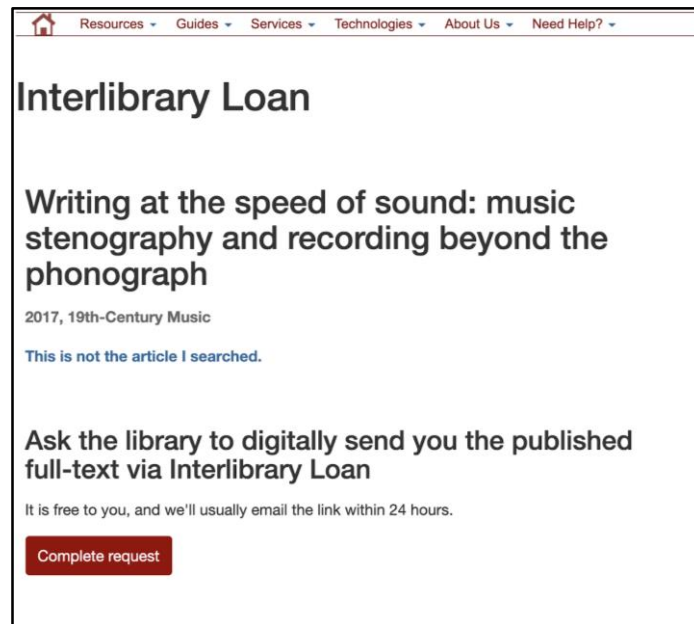 Resources Guides Services Technologies About Us Need Help?
Interlibrary Loan
Writing at the speed of sound: music
stenography and recording beyond the
phonograph
2017, 19th-Century Music
This is not the article I searched.
Ask the library to digitally send you the published
full-text via Interlibrary Loan
It is free to you, and we'll usually email the link within 24 hours.
Complete request